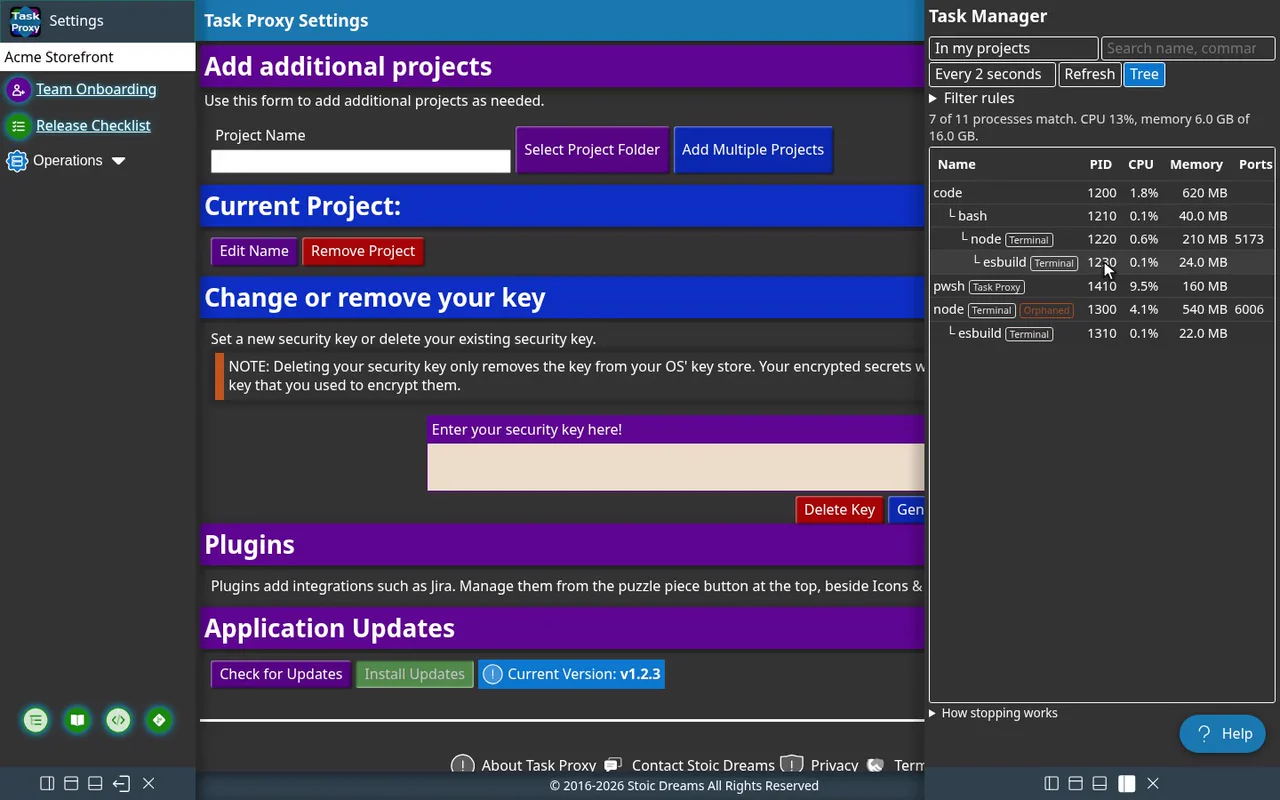 Task Proxy
Settings
Acme Storefront
Team Onboarding
Release Checklist
Operations
Task Proxy Settings
Add additional projects
Use this form to add additional projects as needed.
Project Name
Select Project Folder
Add Multiple Projects
Current Project:
Edit Name
Remove Project
Change or remove your key
Set a new security key or delete your existing security key.
NOTE: Deleting your security key only removes the key from your OS' key store. Your encrypted secrets w
key that you used to encrypt them.
Enter your security key here!
Delete Key
Gen
Plugins
Plugins add integrations such as Jira. Manage them from the puzzle piece button at the top, beside Icons &
Application Updates
Check for Updates
Install Updates
Current Version: v1.2.3
About Task Proxy
Contact Stoic Dreams
Privacy
Term
© 2016-2026 Stoic Dreams All Rights Reserved
Task Manager
In my projects
Search name, commar
Every 2 seconds
Refresh
Tree
Filter rules
7 of 11 processes match. CPU 13%, memory 6.0 GB of
16.0 GB.
Name PID CPU Memory Ports
code 1200 1.8% 620 MB
└ bash 1210 0.1% 40.0 MB
└ node Terminal 1220 0.6% 210 MB 5173
└ esbuild Terminal 1230 0.1% 24.0 MB
pwsh Task Proxy 1410 9.5% 160 MB
node Terminal Orphaned 1300 4.1% 540 MB 6006
└ esbuild Terminal 1310 0.1% 22.0 MB
How stopping works
Help